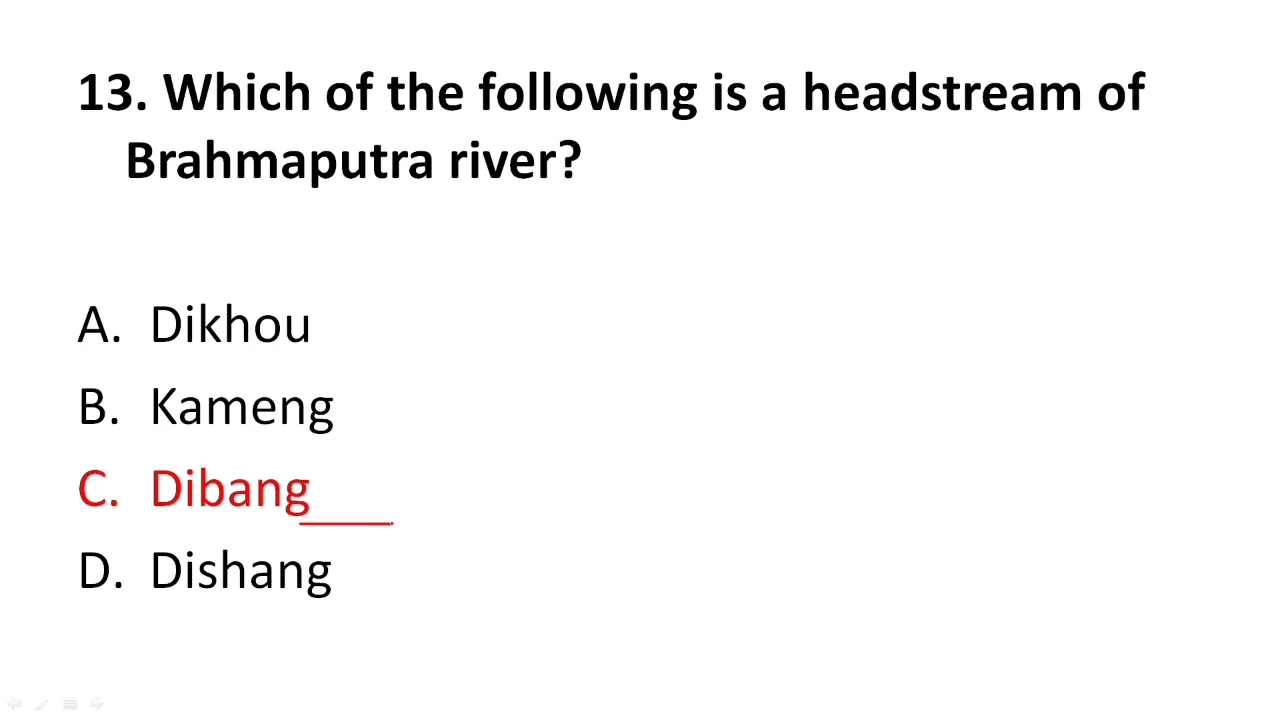 13. Which of the following is a headstream of
Brahmaputra river?
A. Dikhou
B. Kameng
C. Dibang
D. Dishang